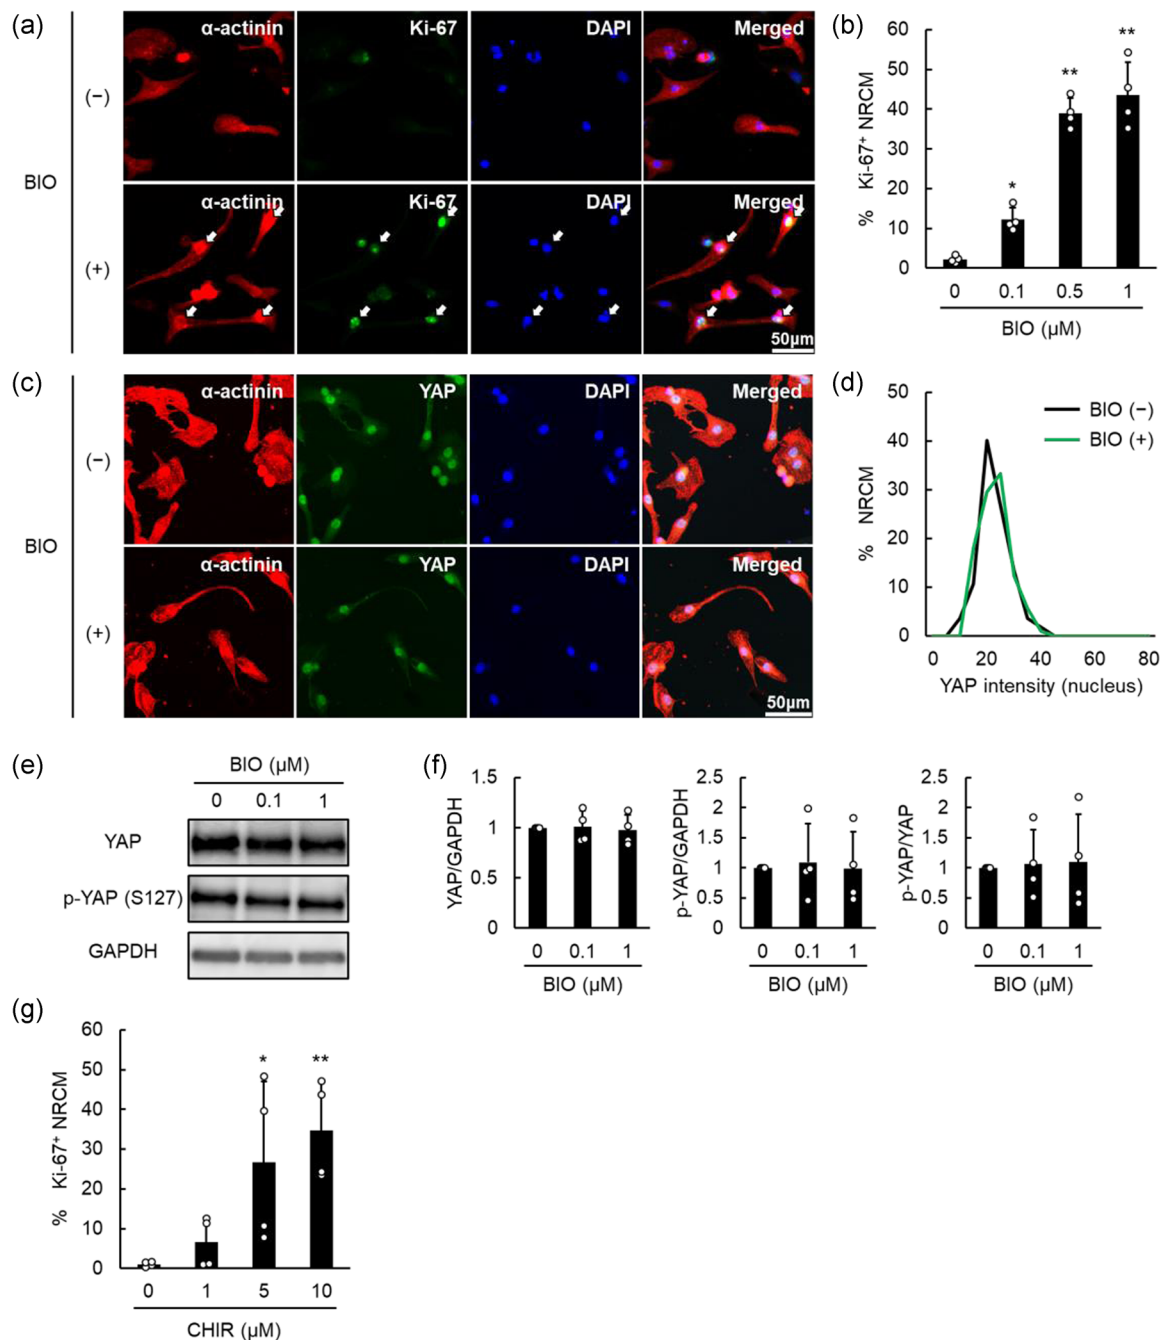 (a)
α-actinin Ki-67 DAPI Merged
(−)
BIO
α-actinin Ki-67 DAPI Merged
(+)
50µm
(b)
60
50
40
30
20
10
0
% Ki-67⁺ NRCM
*
**
**
0 0.1 0.5 1
BIO (µM)
(c)
α-actinin YAP DAPI Merged
(−)
BIO
α-actinin YAP DAPI Merged
(+)
50µm
(d)
50
40
30
20
10
0
% NRCM
BIO (−)
BIO (+)
0 20 40 60 80
YAP intensity (nucleus)
(e)
BIO (µM)
0 0.1 1
YAP
p-YAP (S127)
GAPDH
(f)
1.5
1
0.5
0
YAP/GAPDH
0 0.1 1
BIO (µM)
2.5
2
1.5
1
0.5
0
p-YAP/GAPDH
0 0.1 1
BIO (µM)
2.5
2
1.5
1
0.5
0
p-YAP/YAP
0 0.1 1
BIO (µM)
(g)
60
50
40
30
20
10
0
% Ki-67⁺ NRCM
*
**
0 1 5 10
CHIR (µM)